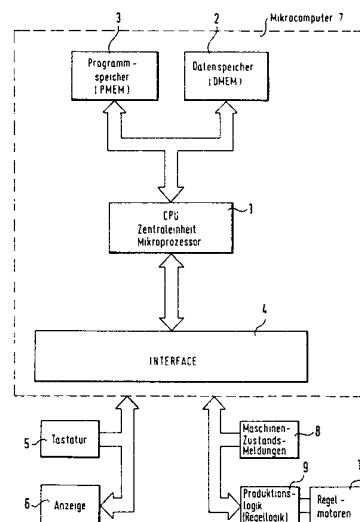 Mikrocomputer 7
3
2
Programm-
speicher
(PMEM)
Datenspeicher
(DMEM)
1
CPU
Zentraleinheit
Mikroprozessor
4
INTERFACE
5
Tastatur
Maschinen-
Zustands-
Meldungen
8
9
6
Anzeige
Produktions-
logik
(Regellogik)
Regel-
motoren